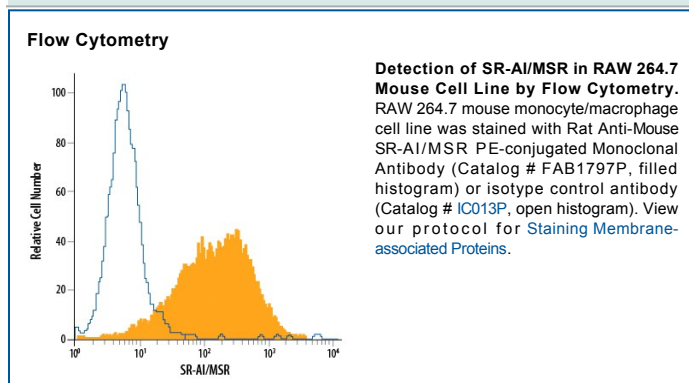 Flow Cytometry
Detection of SR-AI/MSR in RAW 264.7
Mouse Cell Line by Flow Cytometry.
RAW 264.7 mouse monocyte/macrophage
cell line was stained with Rat Anti-Mouse
SR-AI/MSR PE-conjugated Monoclonal
Antibody (Catalog # FAB1797P, filled
histogram) or isotype control antibody
(Catalog # IC013P, open histogram). View
our protocol for Staining Membrane-
associated Proteins.
Relative Cell Number
100
80
60
40
20
0
10⁰ 10¹ 10² 10³ 10⁴
SR-AI/MSR